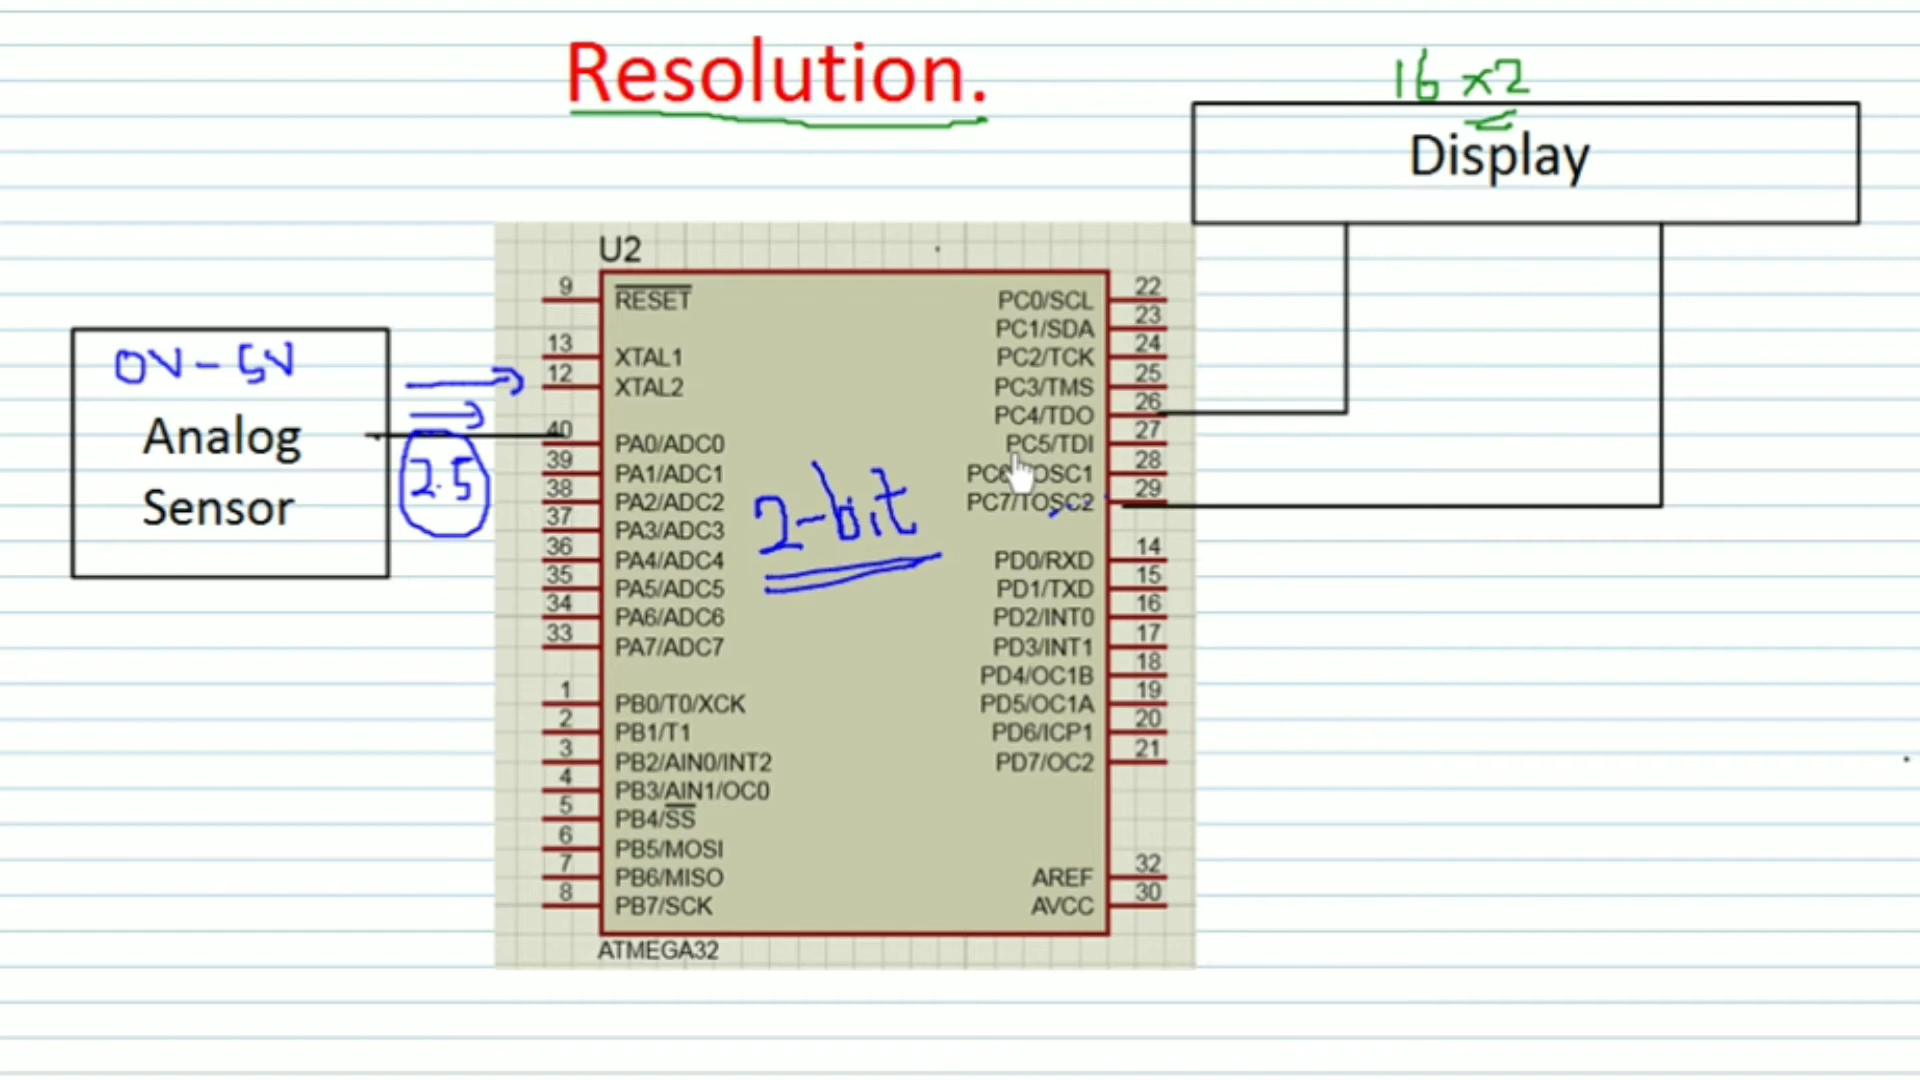 Resolution.
16 x2
Display
0V - 5V
Analog
Sensor
2.5
U2
9 RESET
13 XTAL1
12 XTAL2
40 PA0/ADC0
39 PA1/ADC1
38 PA2/ADC2
37 PA3/ADC3
36 PA4/ADC4
35 PA5/ADC5
34 PA6/ADC6
33 PA7/ADC7
1 PB0/T0/XCK
2 PB1/T1
3 PB2/AIN0/INT2
4 PB3/AIN1/OC0
5 PB4/SS
6 PB5/MOSI
7 PB6/MISO
8 PB7/SCK
2-bit
PC0/SCL 22
PC1/SDA 23
PC2/TCK 24
PC3/TMS 25
PC4/TDO 26
PC5/TDI 27
28
PC7/TOSC2 29
PD0/RXD 14
PD1/TXD 15
PD2/INT0 16
PD3/INT1 17
PD4/OC1B 18
PD5/OC1A 19
PD6/ICP1 20
PD7/OC2 21
AREF 32
AVCC 30
ATMEGA32